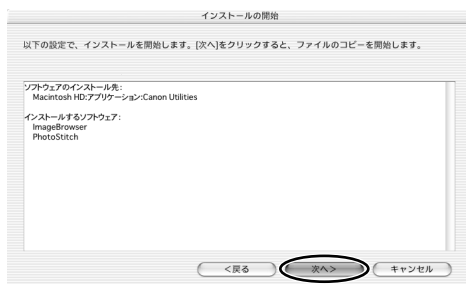 インストールの開始
以下の設定で、インストールを開始します。[次へ]をクリックすると、ファイルのコピーを開始します。
ソフトウェアのインストール先：
Macintosh HD:アプリケーション:Canon Utilities
インストールするソフトウェア：
ImageBrowser
PhotoStitch
<戻る 次へ> キャンセル